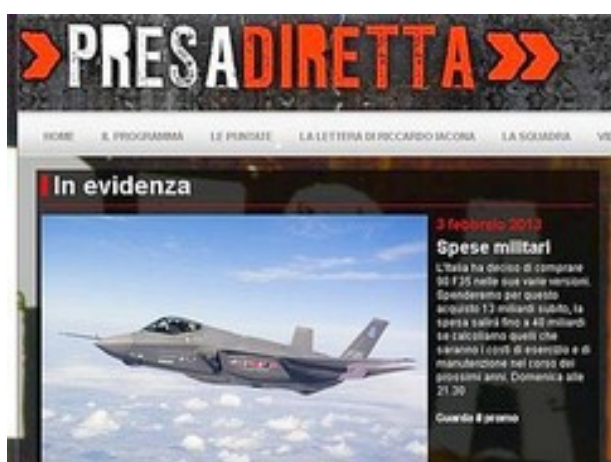 PRESADIRETTA
HOME IL PROGRAMMA LE PUNTATE LA LETTERA DI RICCARDO IACONA LA SQUADRA
In evidenza
3 febbraio 2013
Spese militari
L'Italia ha deciso di comprare
90 F35 nelle sue varie versioni.
Spenderemo per questo
acquisto 13 miliardi subito, la
spesa salirà fino a 40 miliardi
se calcoliamo quelli che
saranno i costi di esercizio e di
manutenzione nel corso dei
prossimi anni. Domenica alle
21.30
Guarda il promo